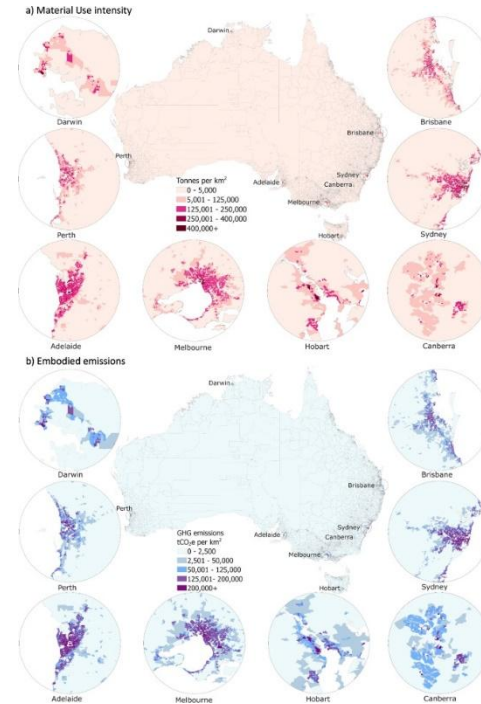 a) Material Use intensity
Darwin
Darwin
Brisbane
Brisbane
Perth
Perth
Adelaide
Sydney
Canberra
Melbourne
Sydney
Tonnes per km²
0 - 5,000
5,001 - 125,000
125,001 - 250,000
250,001 - 400,000
400,000+
Hobart
Adelaide
Melbourne
Hobart
Canberra
b) Embodied emissions
Darwin
Darwin
Brisbane
Brisbane
Perth
Perth
Adelaide
Sydney
Canberra
Melbourne
Sydney
GHG emissions
tCO₂e per km²
0 - 2,500
2,501 - 50,000
50,001 - 125,000
125,001 - 200,000
200,000+
Hobart
Adelaide
Melbourne
Hobart
Canberra